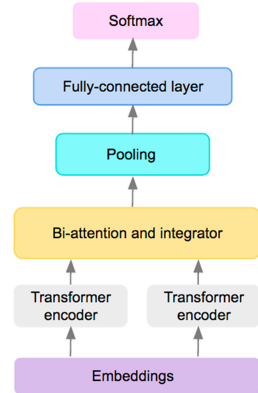 Softmax
Fully-connected layer
Pooling
Bi-attention and integrator
Transformer
encoder
Transformer
encoder
Embeddings